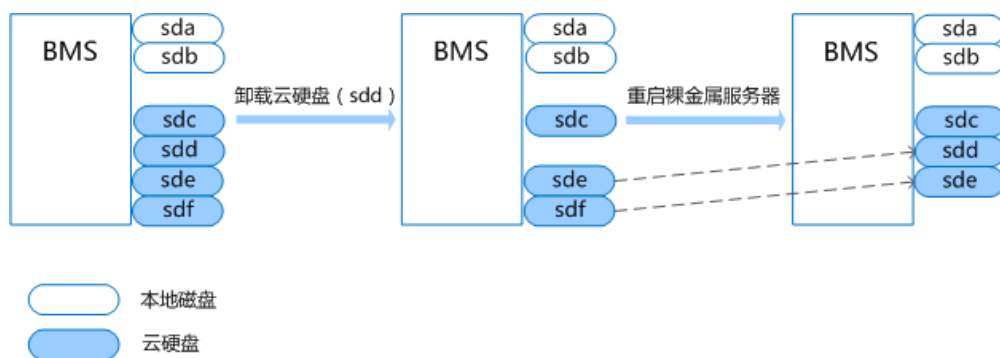 BMS
sda
sdb
sdc
sdd
sde
sdf
卸载云硬盘（sdd）
BMS
sda
sdb
sdc
sde
sdf
重启裸金属服务器
BMS
sda
sdb
sdc
sdd
sde
本地磁盘
云硬盘